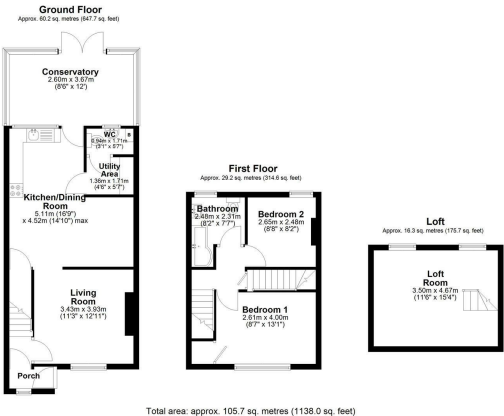 Ground Floor
Approx. 60.2 sq. metres (647.7 sq. feet)
Conservatory
2.60m x 3.67m
(8'6" x 12')
WC
0.94m x 1.71m
(3'1" x 5'7")
Utility
Area
1.36m x 1.71m
(4'6" x 5'7")
Kitchen/Dining
Room
5.11m (16'9")
x 4.52m (14'10") max
Living
Room
3.43m x 3.93m
(11'3" x 12'11")
Porch
First Floor
Approx. 29.2 sq. metres (314.6 sq. feet)
Bathroom
2.48m x 2.31m
(8'2" x 7'7")
Bedroom 2
2.65m x 2.48m
(8'8" x 8'2")
Bedroom 1
2.61m x 4.00m
(8'7" x 13'1")
Loft
Approx. 16.3 sq. metres (175.7 sq. feet)
Loft
Room
3.50m x 4.67m
(11'6" x 15'4")
Total area: approx. 105.7 sq. metres (1138.0 sq. feet)